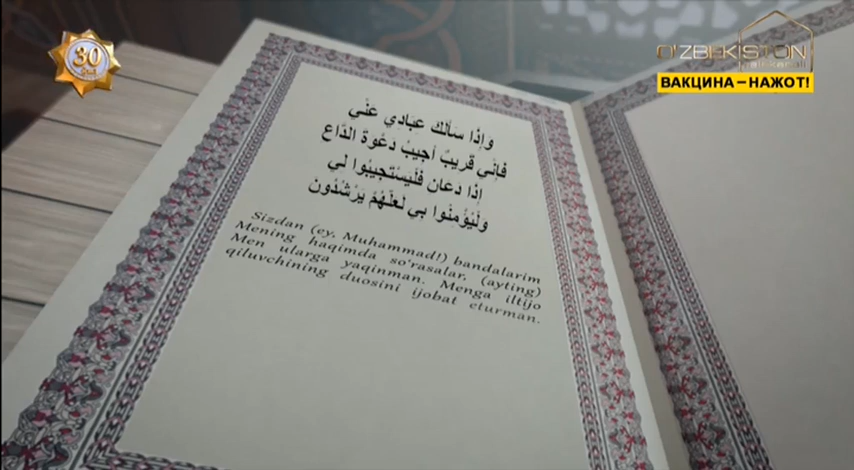 30
O'ZBEKISTON
ВАКЦИНА – НАЖОТ!
وَإِذَا سَأَلَكَ عِبَادِي عَنِّي
فَإِنِّي قَرِيبٌ أُجِيبُ دَعْوَةَ الدَّاعِ
إِذَا دَعَانِ فَلْيَسْتَجِيبُوا لِي
وَلْيُؤْمِنُوا بِي لَعَلَّهُمْ يَرْشُدُونَ
Sizdan (ey, Muhammad!) bandalarim
Mening haqimda so'rasalar, (ayting)
Men ularga yaqinman. Menga iltijo
qiluvchining duosini ijobat eturman.